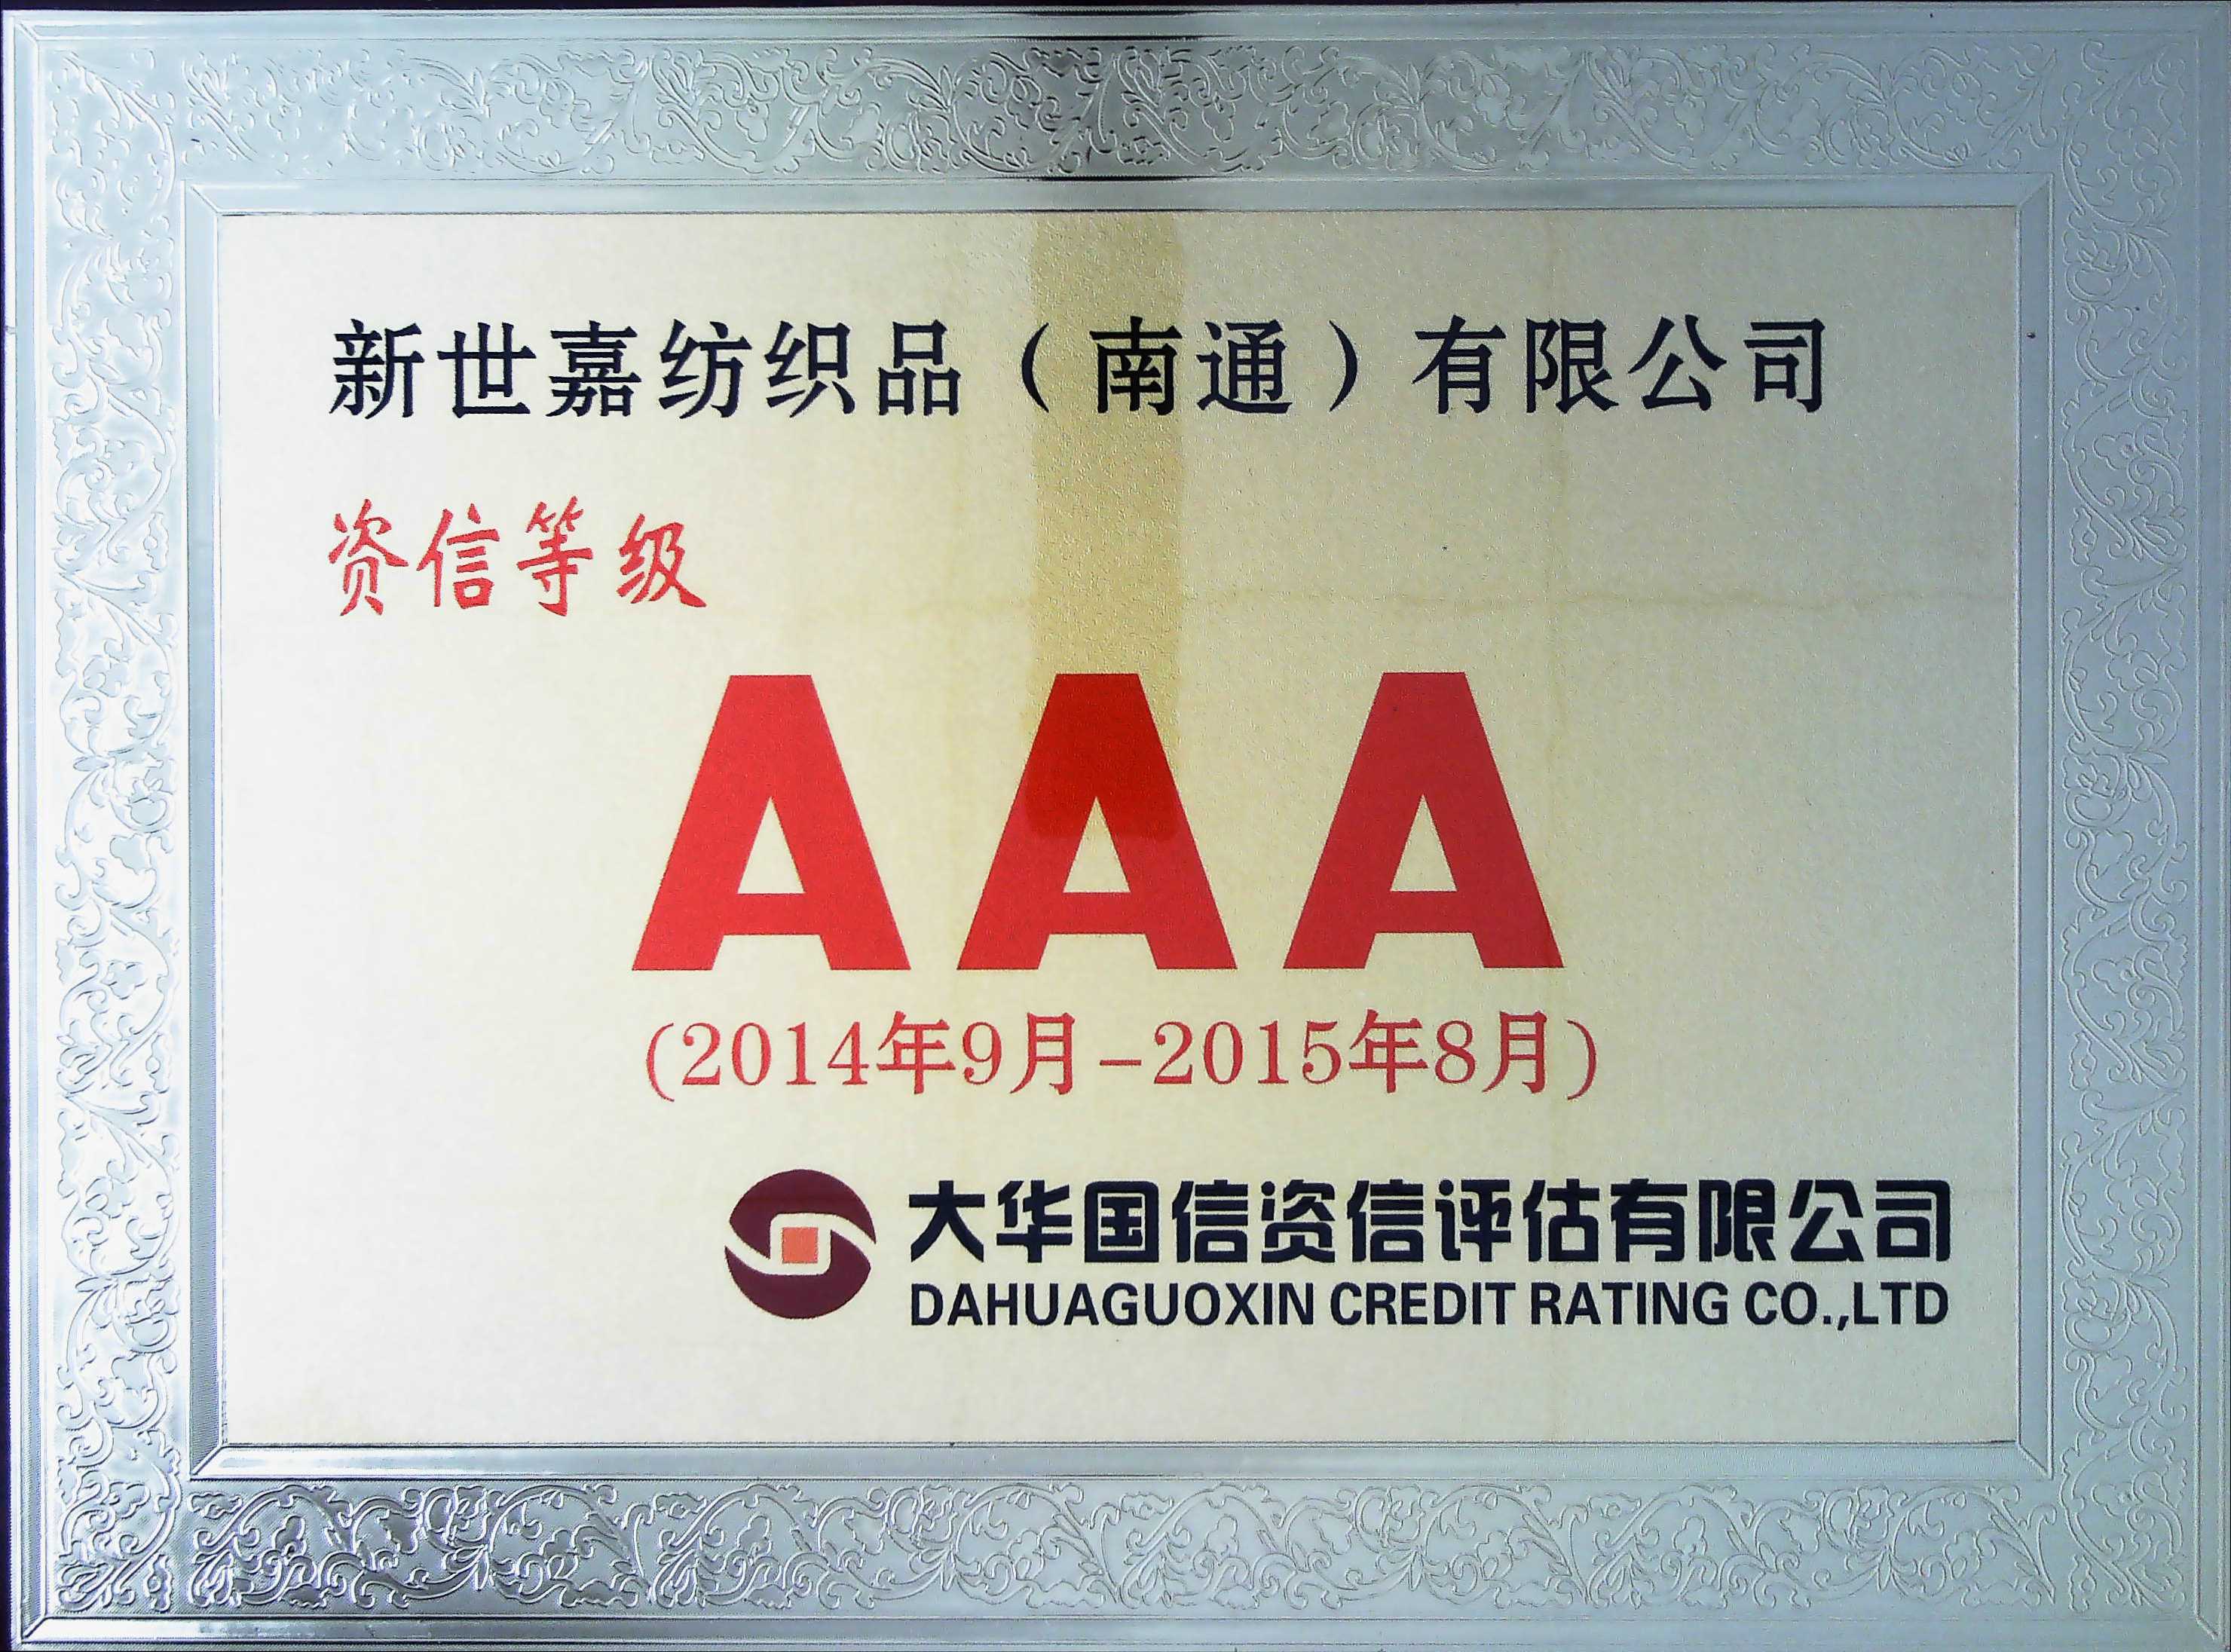 新世嘉纺织品（南通）有限公司
资信等级
AAA
(2014年9月-2015年8月)
大华国信资信评估有限公司
DAHUAGUOXIN CREDIT RATING CO.,LTD